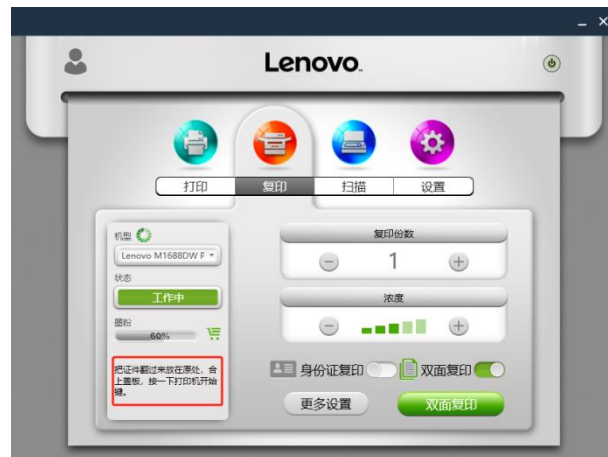 Lenovo.
打印 复印 扫描 设置
机型
Lenovo M1688DW P
状态
工作中
墨粉
60%
把证件翻过来放在原处，合
上盖板，按一下打印机开始
键。
复印份数
1
浓度
身份证复印 双面复印
更多设置 双面复印